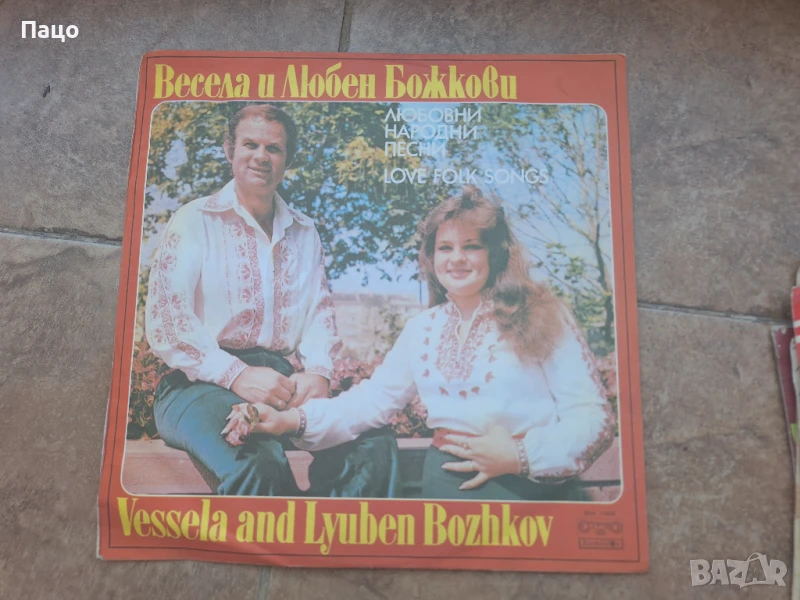 Пацо
Весела и Любен Божкови
ЛЮБОВНИ
НАРОДНИ
ПЕСНИ
LOVE FOLK SONGS
Vessela and Lyuben Bozhkov
BAZAR